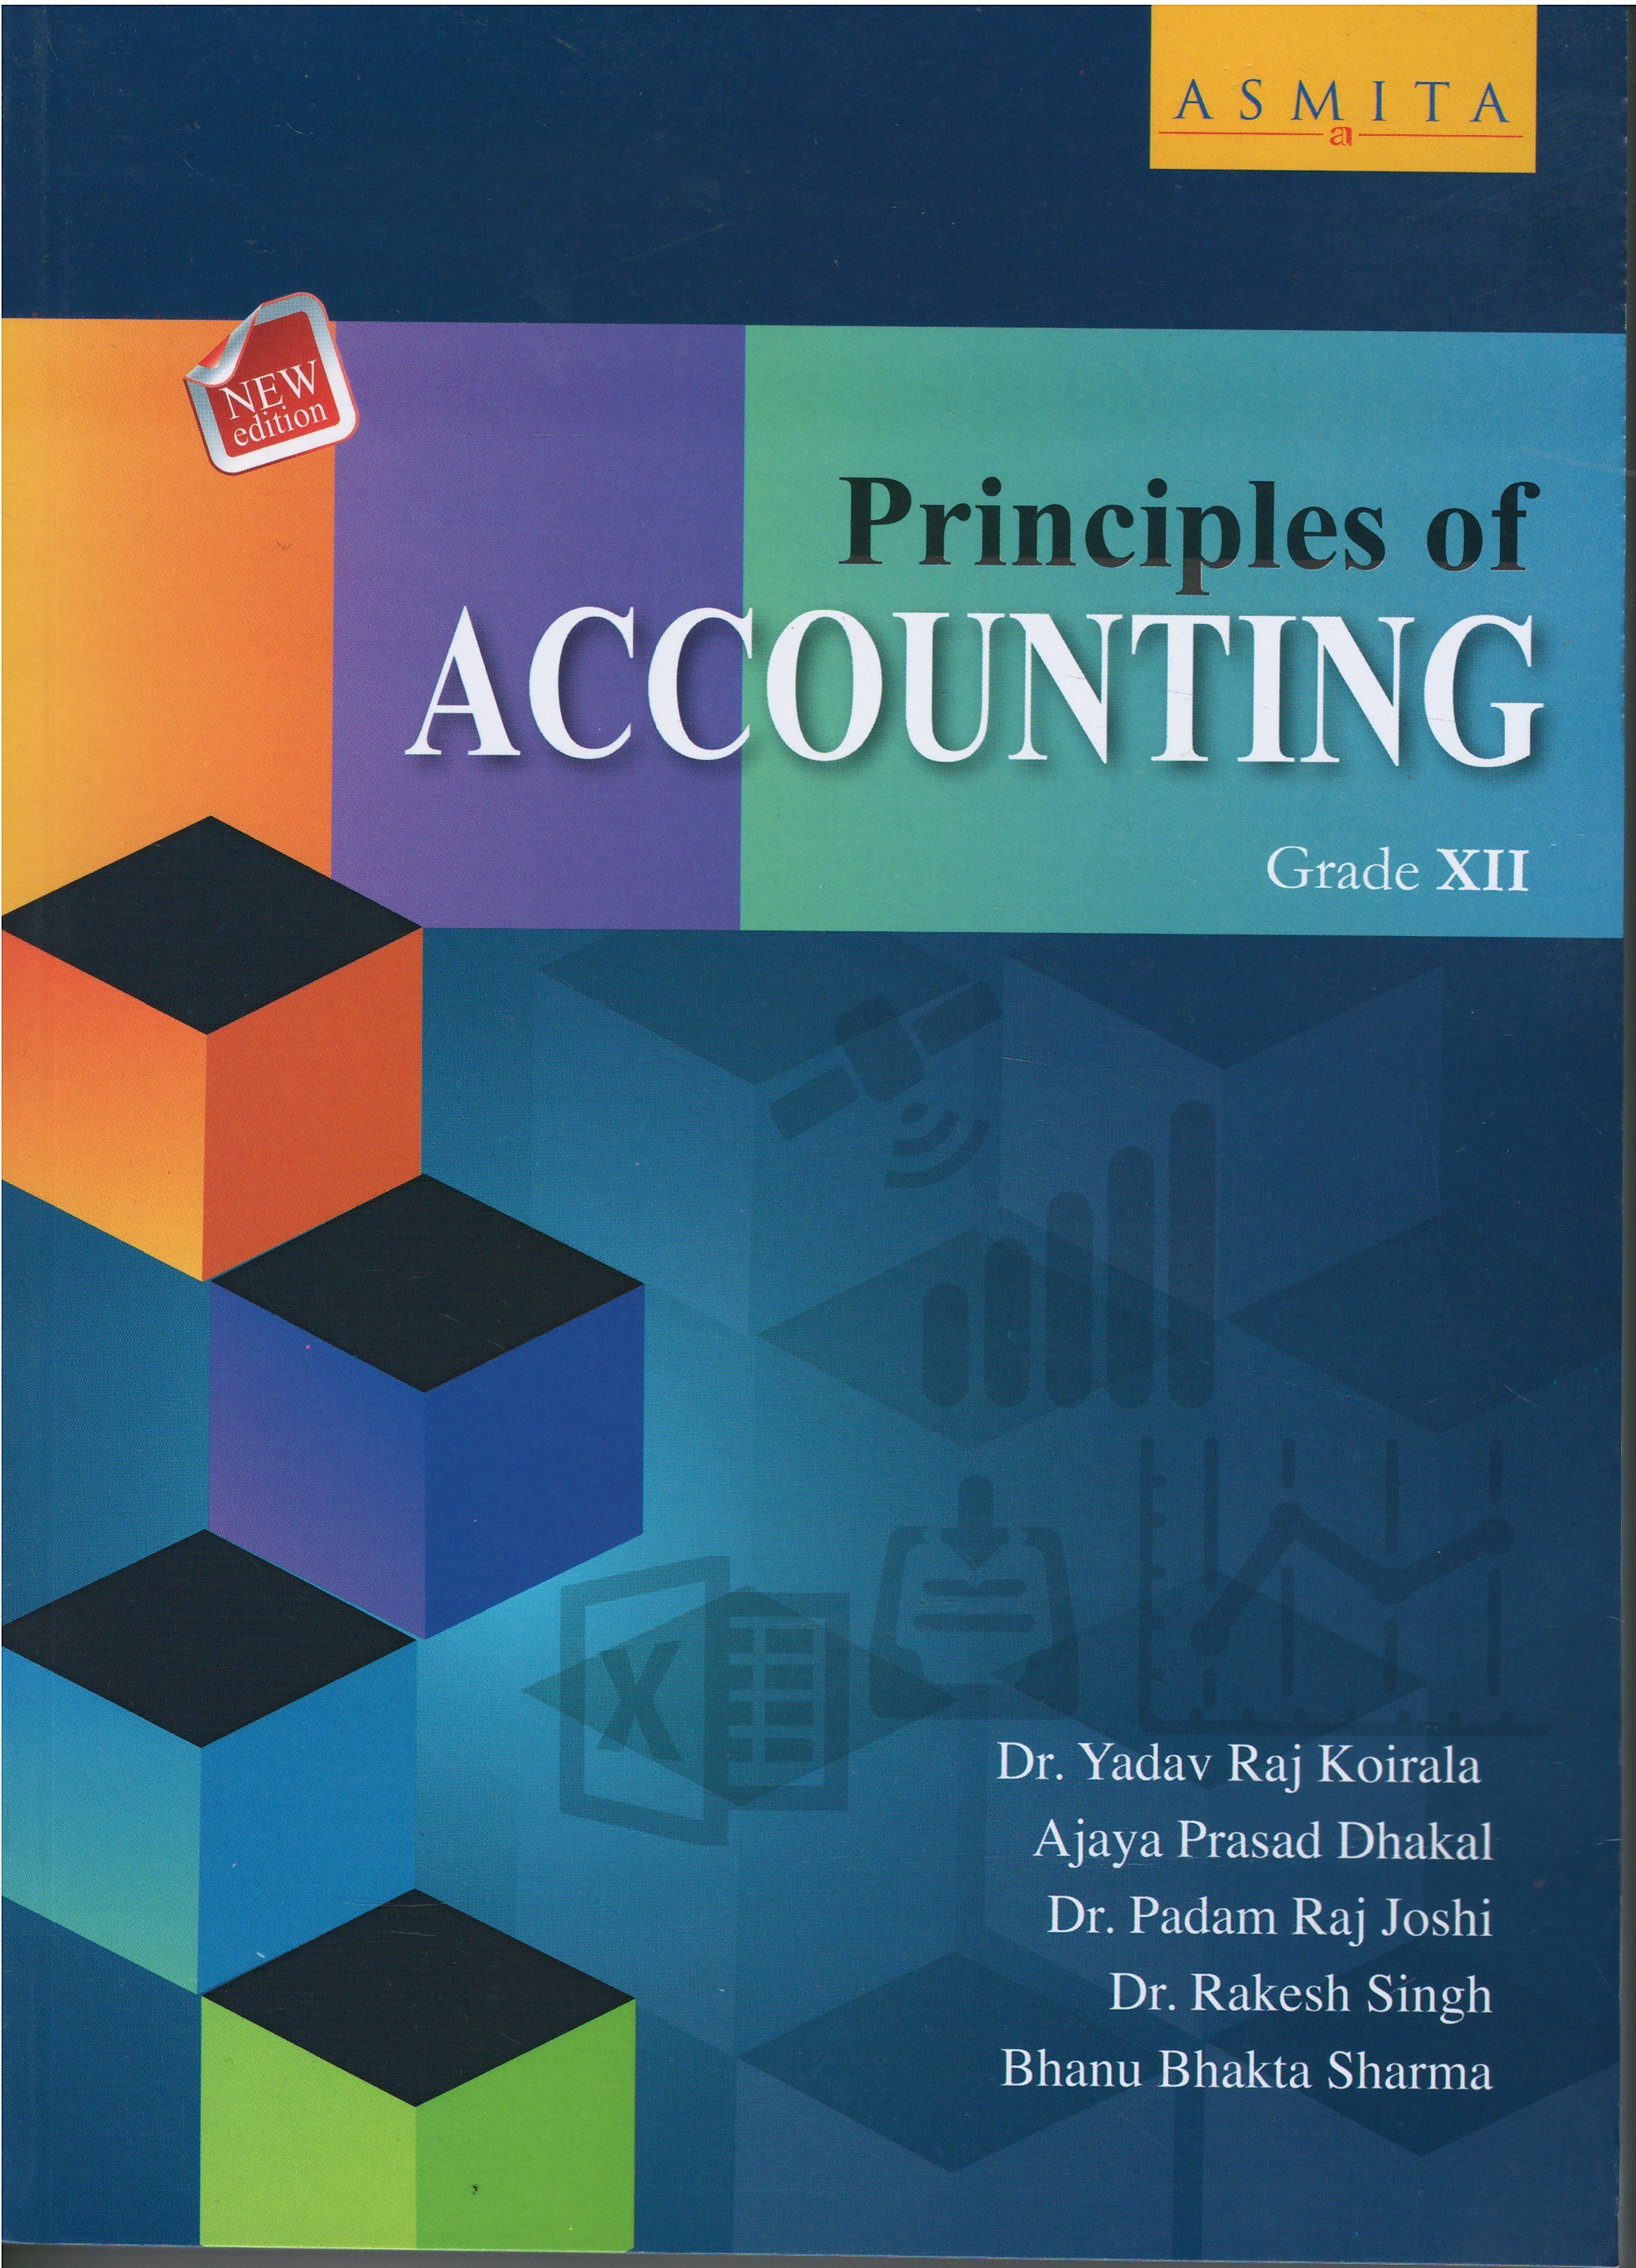 ASMITA
a
NEW
edition
Principles of
ACCOUNTING
Grade XII
X
Dr. Yadav Raj Koirala
Ajaya Prasad Dhakal
Dr. Padam Raj Joshi
Dr. Rakesh Singh
Bhanu Bhakta Sharma